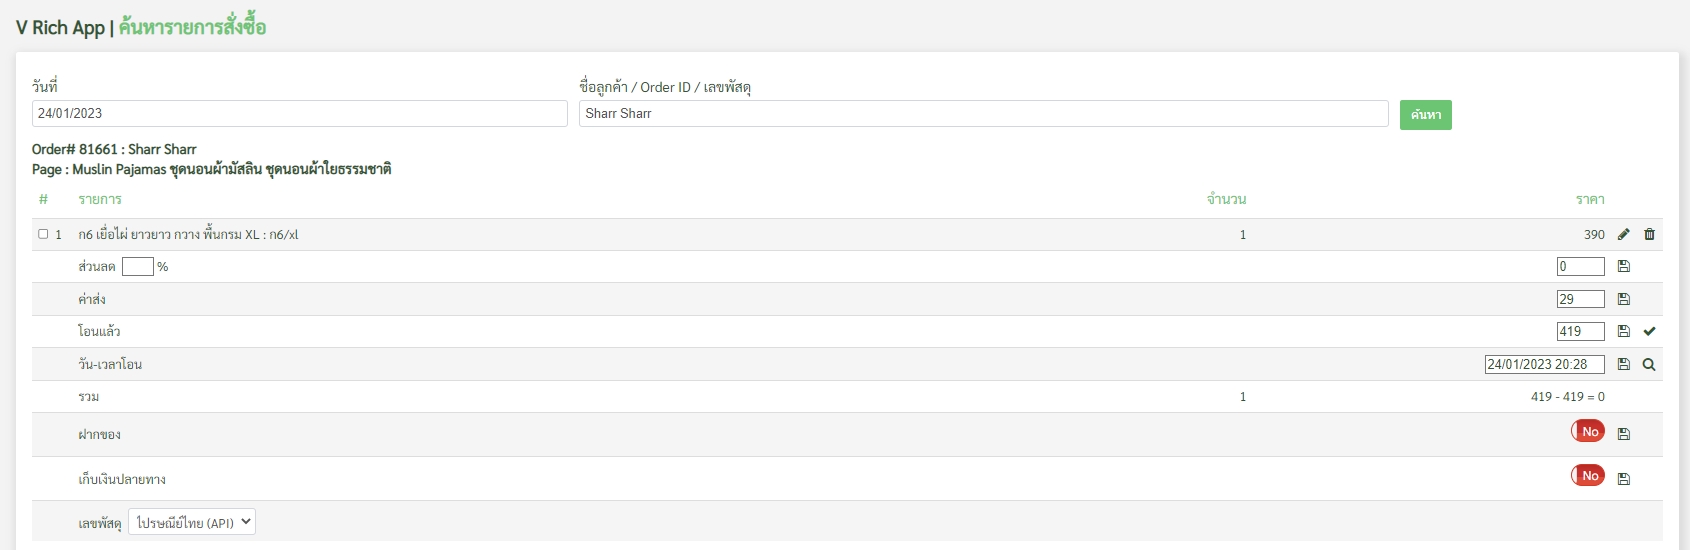 V Rich App | ค้นหารายการสั่งซื้อ
วันที่ ชื่อลูกค้า / Order ID / เลขพัสดุ
24/01/2023 Sharr Sharr ค้นหา
Order# 81661 : Sharr Sharr
Page : Muslin Pajamas ชุดนอนผ้ามัสลิน ชุดนอนผ้าใยธรรมชาติ
# รายการ จำนวน ราคา
1 ก6 เยื่อไผ่ ยาวยาว กวาง พื้นกรม XL : ก6/xl 1 390
ส่วนลด % 0
ค่าส่ง 29
โอนแล้ว 419
วัน-เวลาโอน 24/01/2023 20:28
รวม 1 419 - 419 = 0
ฝากของ No
เก็บเงินปลายทาง No
เลขพัสดุ ไปรษณีย์ไทย (API)